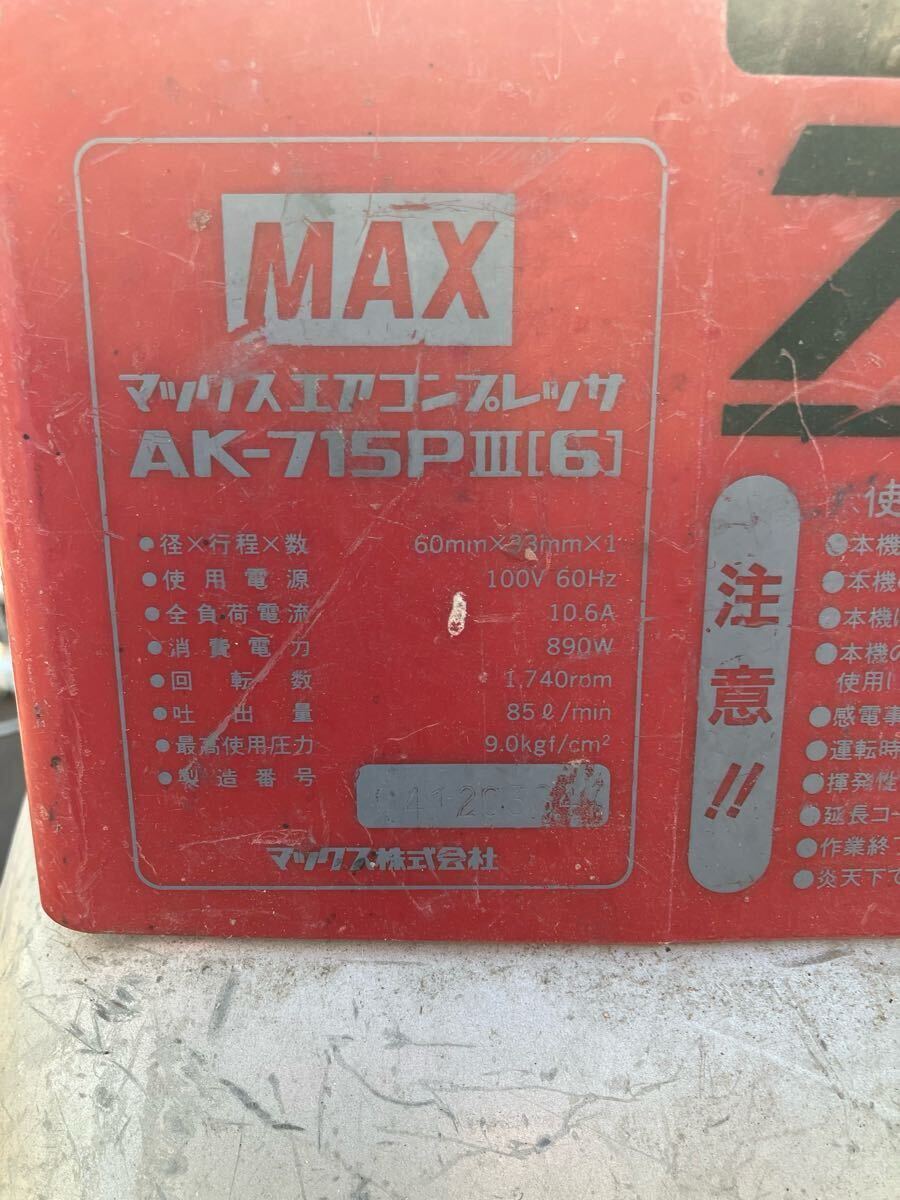 MAX
マックスエアコンプレッサ
AK-715PⅢ[6]
●径×行程×数 60mm×33mm×1
●使用電源 100V 60Hz
●全負荷電流 10.6A
●消費電力 890W
●回転数 1,740rpm
●吐出量 85ℓ/min
●最高使用圧力 9.0kgf/cm²
●製造番号
マックス株式会社
注意!!
使
●本機
●本機の
●本機に
●本機の
使用し
●感電事
●運転時
●揮発性
●延長コー
●作業終了
●炎天下で